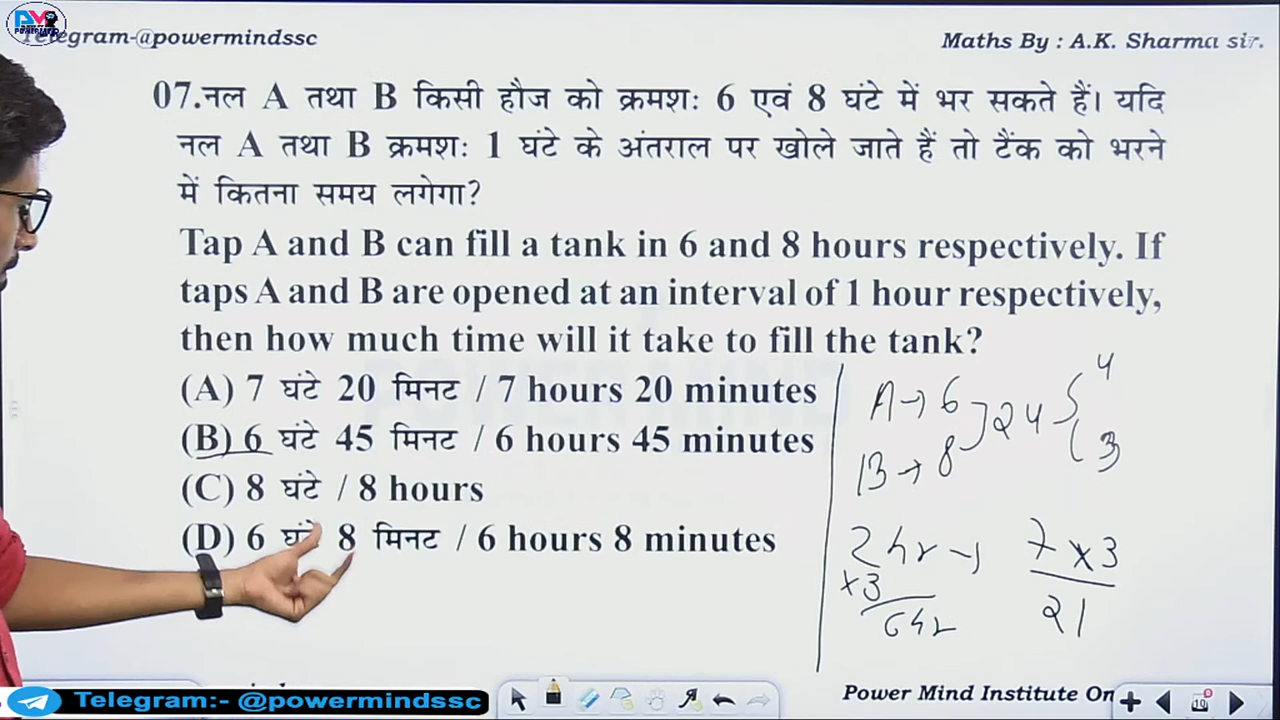 Telegram-@powermindssc
Maths By : A.K. Sharma sir.
07.नल A तथा B किसी हौज को क्रमशः 6 एवं 8 घंटे में भर सकते हैं। यदि
नल A तथा B क्रमशः 1 घंटे के अंतराल पर खोले जाते हैं तो टैंक को भरने
में कितना समय लगेगा?
Tap A and B can fill a tank in 6 and 8 hours respectively. If
taps A and B are opened at an interval of 1 hour respectively,
then how much time will it take to fill the tank?
(A) 7 घंटे 20 मिनट / 7 hours 20 minutes
(B) 6 घंटे 45 मिनट / 6 hours 45 minutes
(C) 8 घंटे / 8 hours
(D) 6 घंटे 8 मिनट / 6 hours 8 minutes
A → 6
B → 8
24
4
3
2hr → 7 x 3
x3
6hr 21
Telegram:- @powermindssc
Power Mind Institute On
10